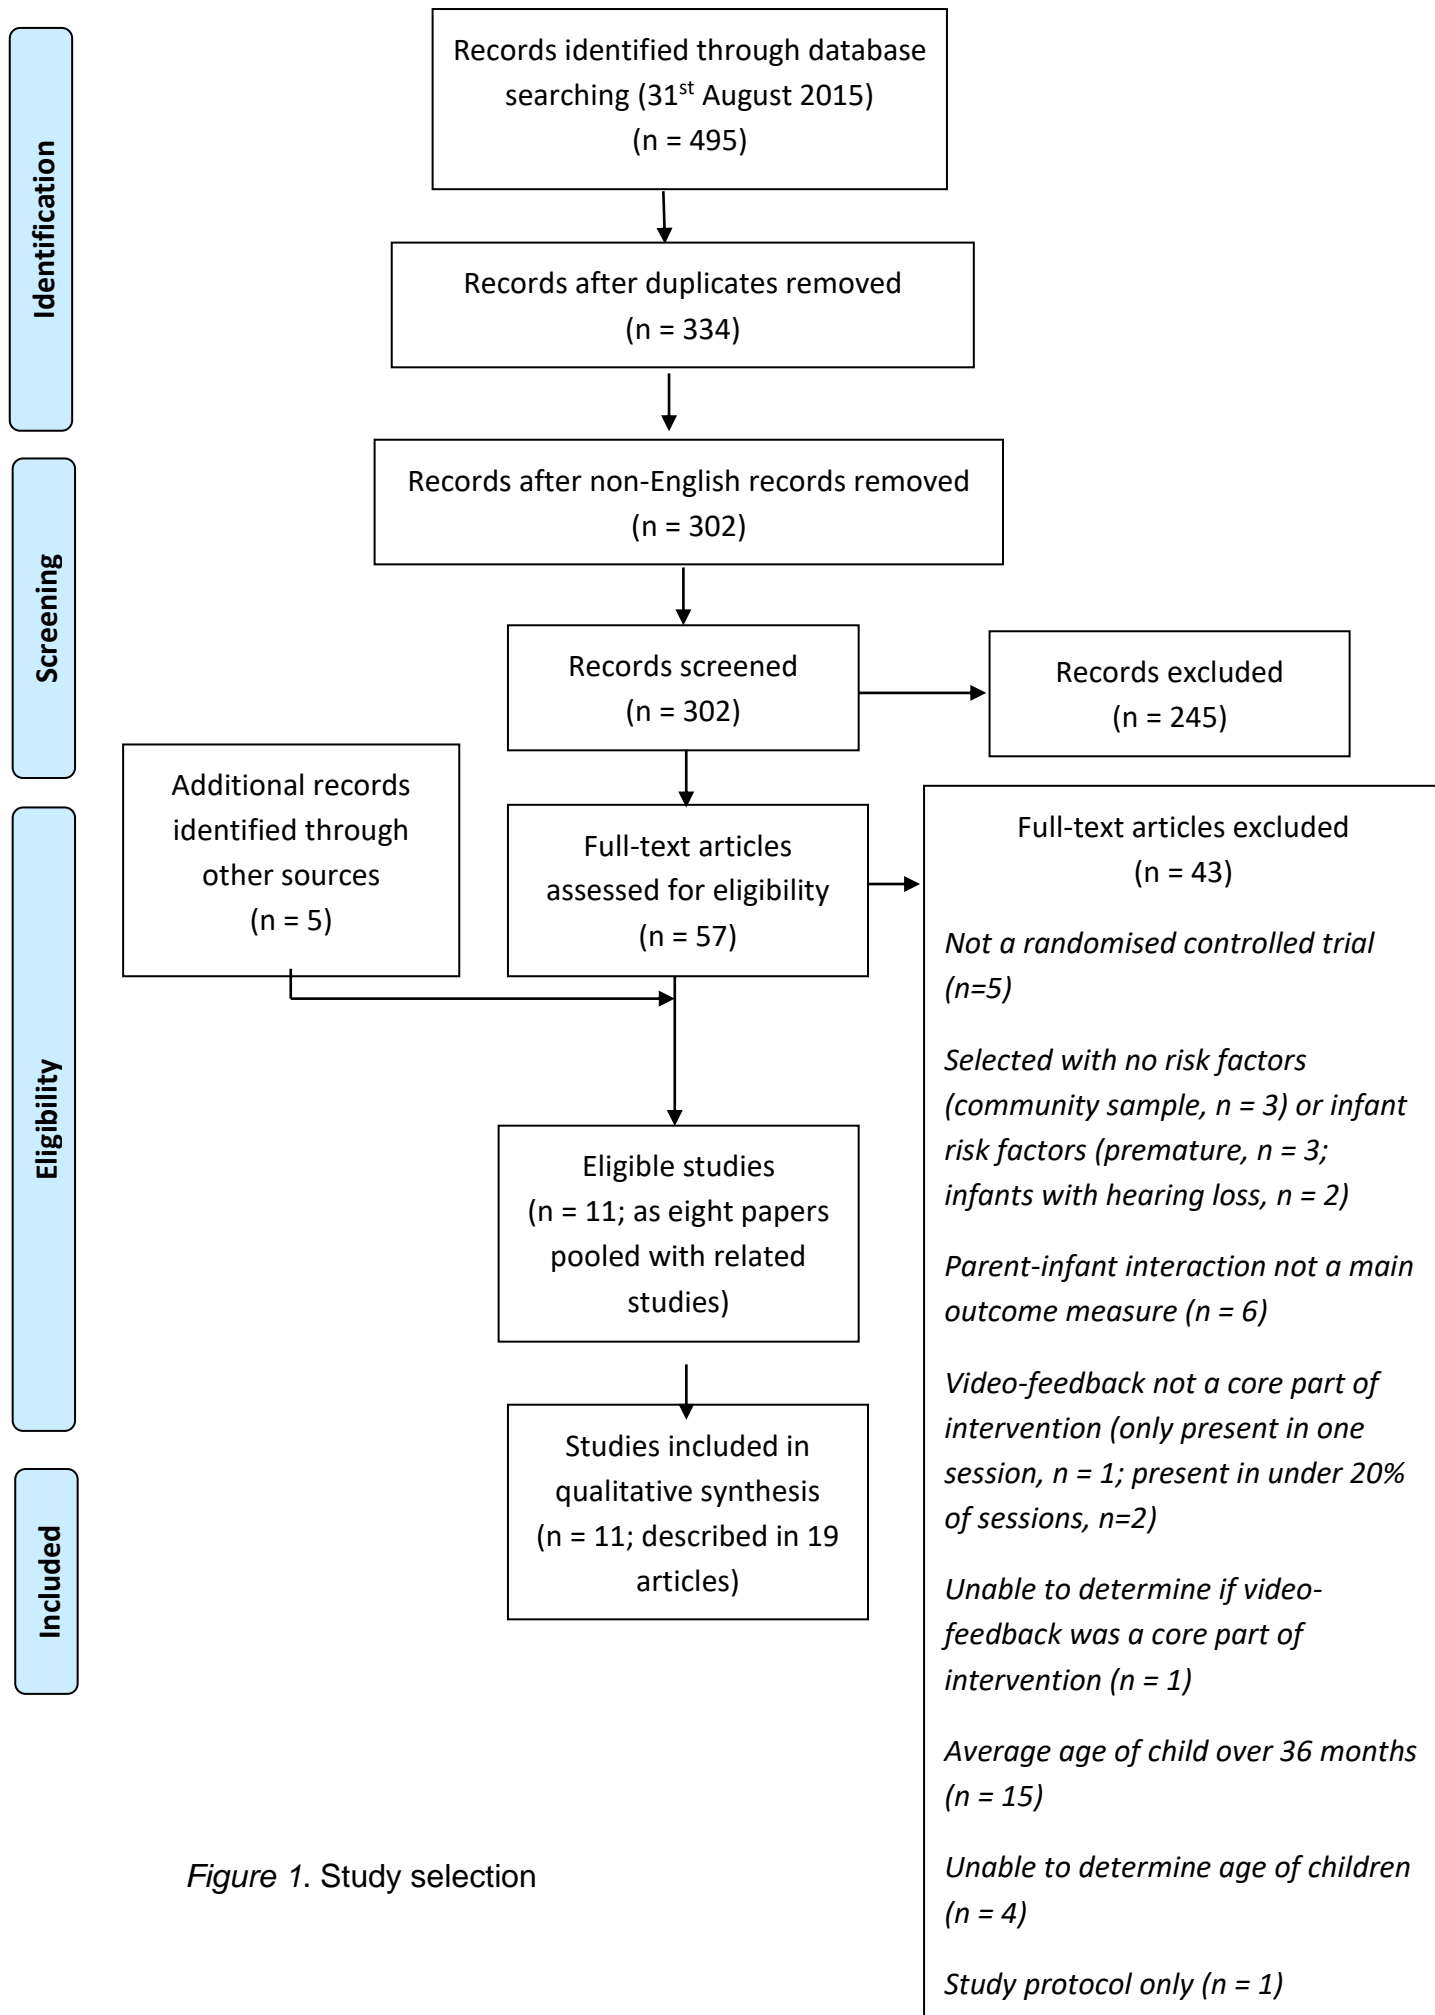 Identification
Records identified through database
searching (31st August 2015)
(n = 495)
Records after duplicates removed
(n = 334)
Screening
Records after non-English records removed
(n = 302)
Records screened
(n = 302)
Records excluded
(n = 245)
Eligibility
Additional records
identified through
other sources
(n = 5)
Full-text articles
assessed for eligibility
(n = 57)
Full-text articles excluded
(n = 43)
Not a randomised controlled trial
(n=5)
Selected with no risk factors
(community sample, n = 3) or infant
risk factors (premature, n = 3;
infants with hearing loss, n = 2)
Parent-infant interaction not a main
outcome measure (n = 6)
Video-feedback not a core part of
intervention (only present in one
session, n = 1; present in under 20%
of sessions, n=2)
Unable to determine if video-
feedback was a core part of
intervention (n = 1)
Average age of child over 36 months
(n = 15)
Unable to determine age of children
(n = 4)
Study protocol only (n = 1)
Eligible studies
(n = 11; as eight papers
pooled with related
studies)
Included
Studies included in
qualitative synthesis
(n = 11; described in 19
articles)
Figure 1. Study selection